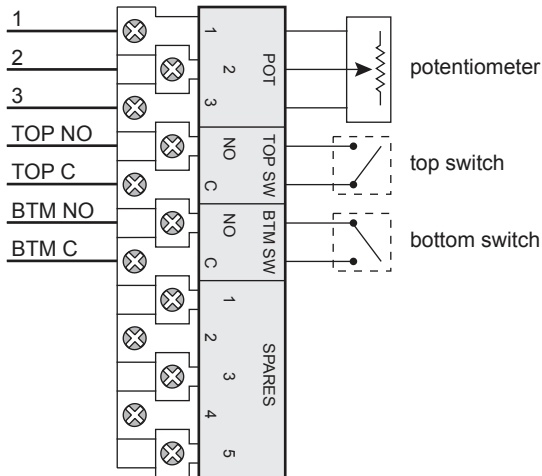 1
2
3
TOP NO
TOP C
BTM NO
BTM C
1
2
3
POT
NO
C
TOP SW
NO
C
BTM SW
1
2
3
4
5
SPARES
potentiometer
top switch
bottom switch